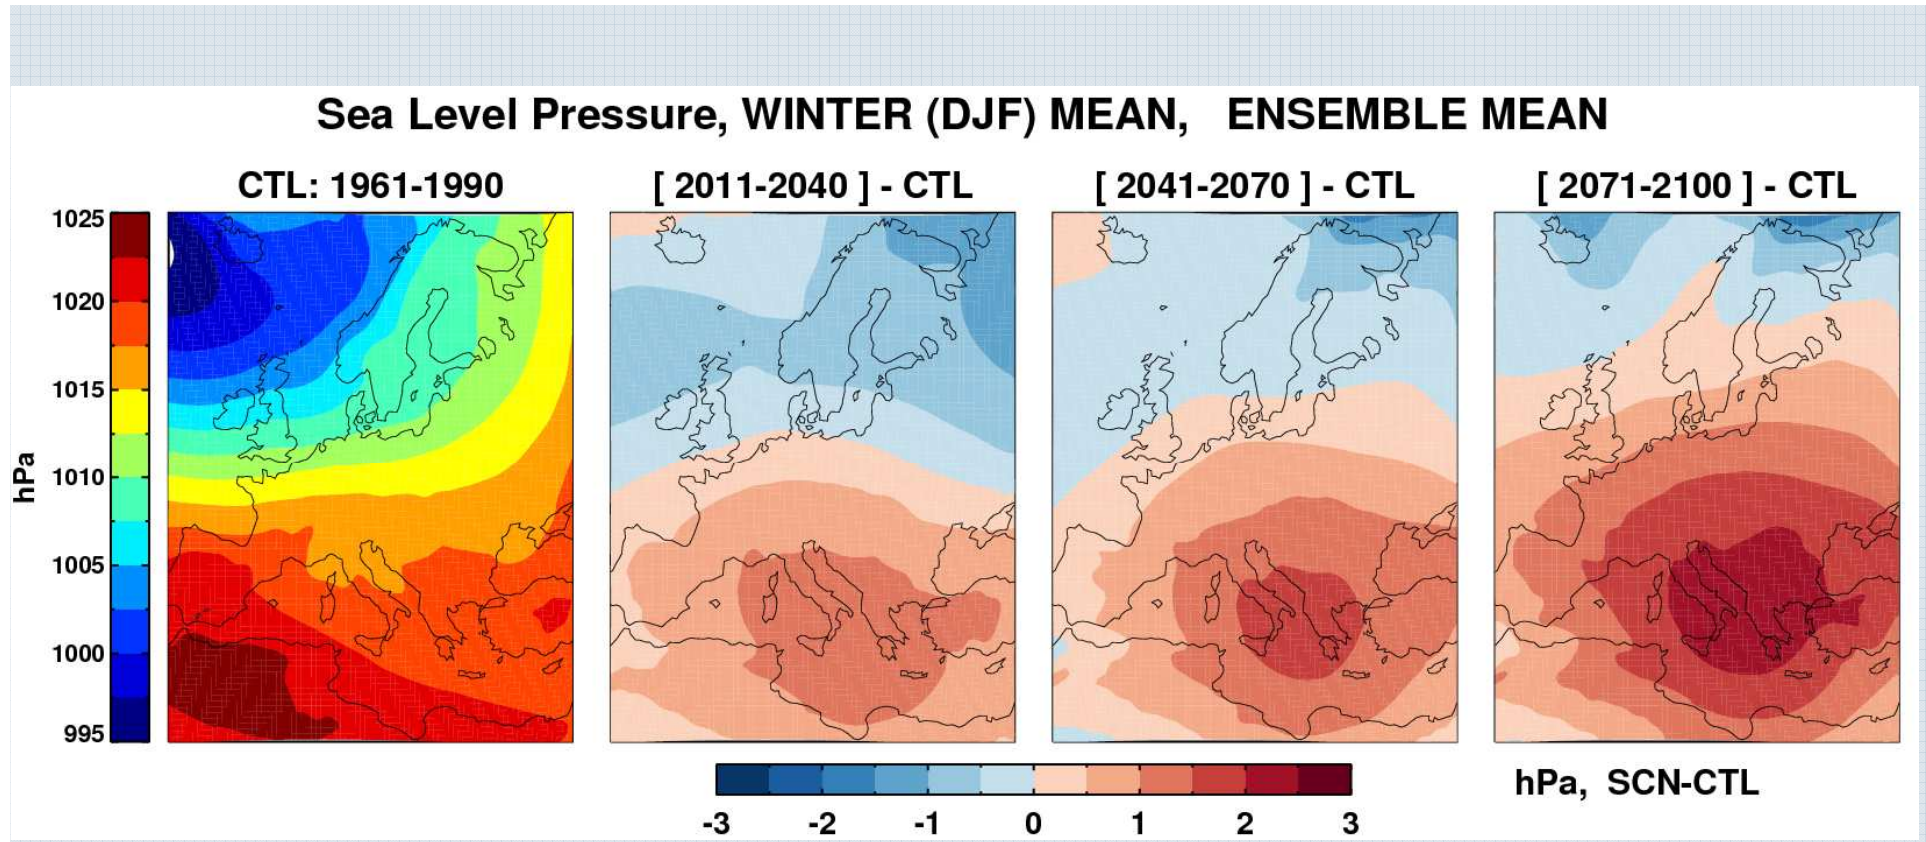 Sea Level Pressure, WINTER (DJF) MEAN, ENSEMBLE MEAN
CTL: 1961-1990
[ 2011-2040 ] - CTL
[ 2041-2070 ] - CTL
[ 2071-2100 ] - CTL
1025
1020
1015
1010
1005
1000
995
hPa
-3 -2 -1 0 1 2 3
hPa, SCN-CTL